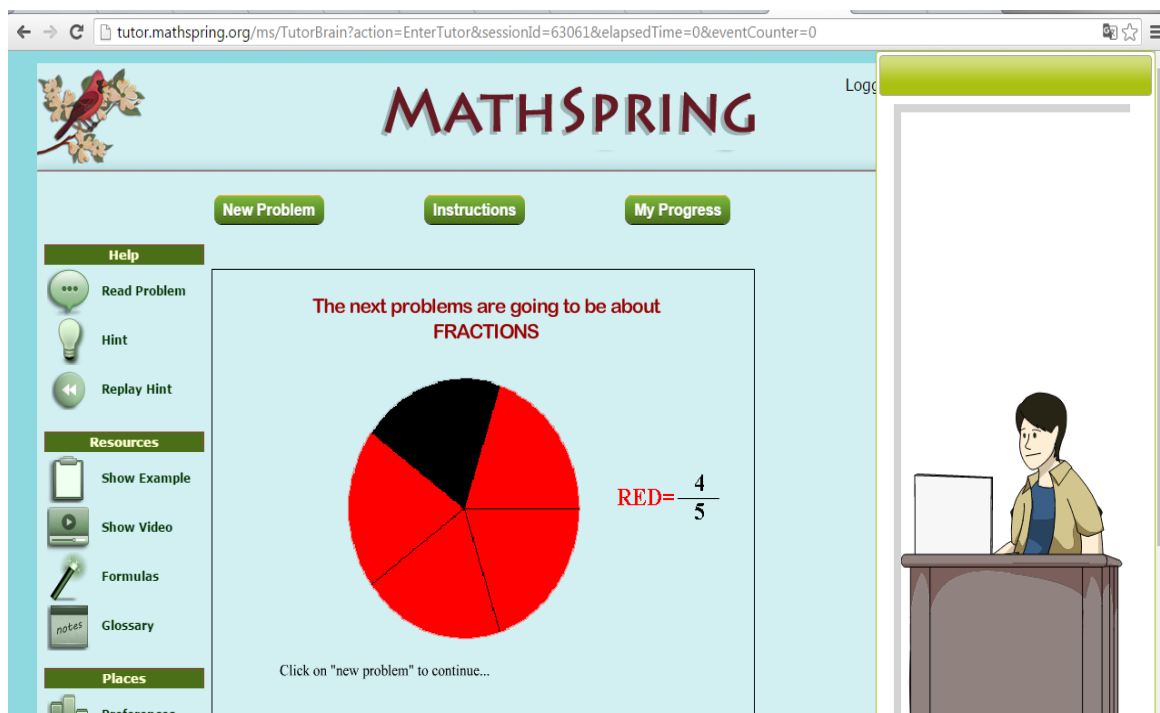 tutor.mathspring.org/ms/TutorBrain?action=EnterTutor&sessionId=63061&elapsedTime=0&eventCounter=0
MATHSPRING
Logg
New Problem
Instructions
My Progress
Help
Read Problem
Hint
Replay Hint
Resources
Show Example
Show Video
Formulas
notes
Glossary
Places
Preferences
The next problems are going to be about
FRACTIONS
RED=
4
5
Click on "new problem" to continue...